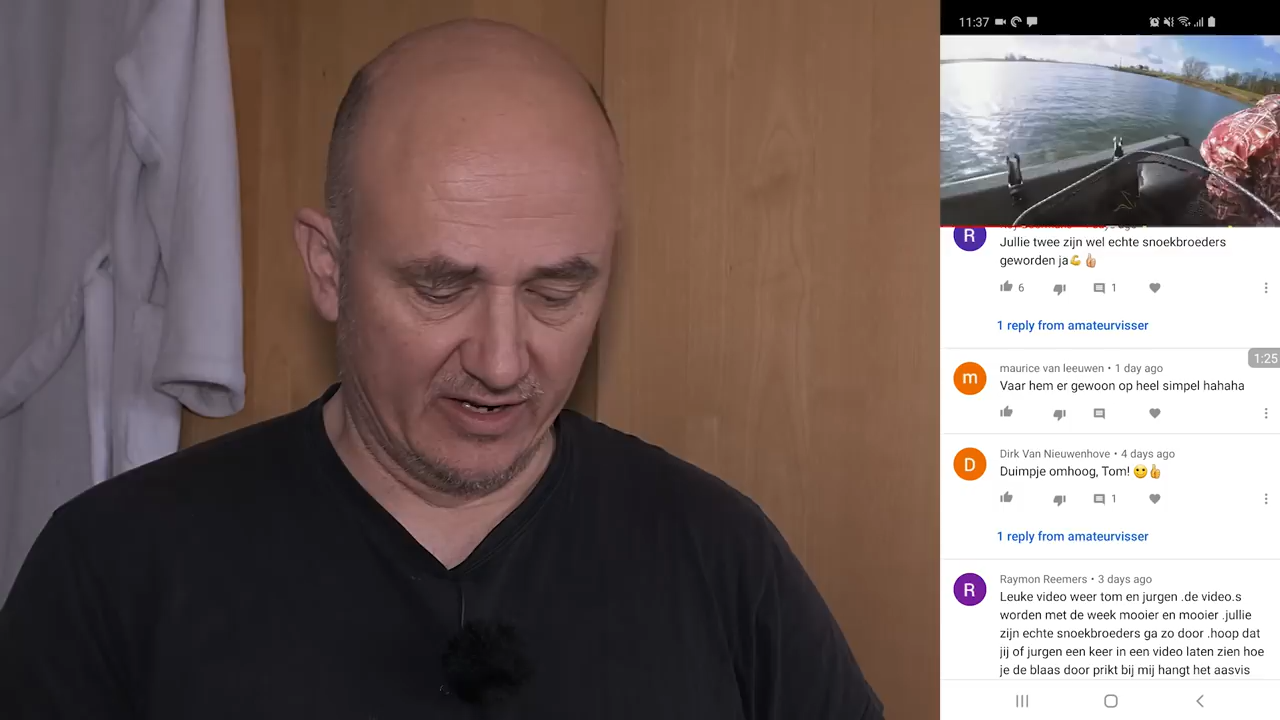 11:37
Jullie twee zijn wel echte snoekbroeders
geworden ja💪👍
6
1
1 reply from amateurvisser
1:25
m
maurice van leeuwen • 1 day ago
Vaar hem er gewoon op heel simpel hahaha
D
Dirk Van Nieuwenhove • 4 days ago
Duimpje omhoog, Tom! 🙂👍
1
1 reply from amateurvisser
R
Raymon Reemers • 3 days ago
Leuke video weer tom en jurgen .de video.s
worden met de week mooier en mooier .jullie
zijn echte snoekbroeders ga zo door .hoop dat
jij of jurgen een keer in een video laten zien hoe
je de blaas door prikt bij mij hangt het aasvis